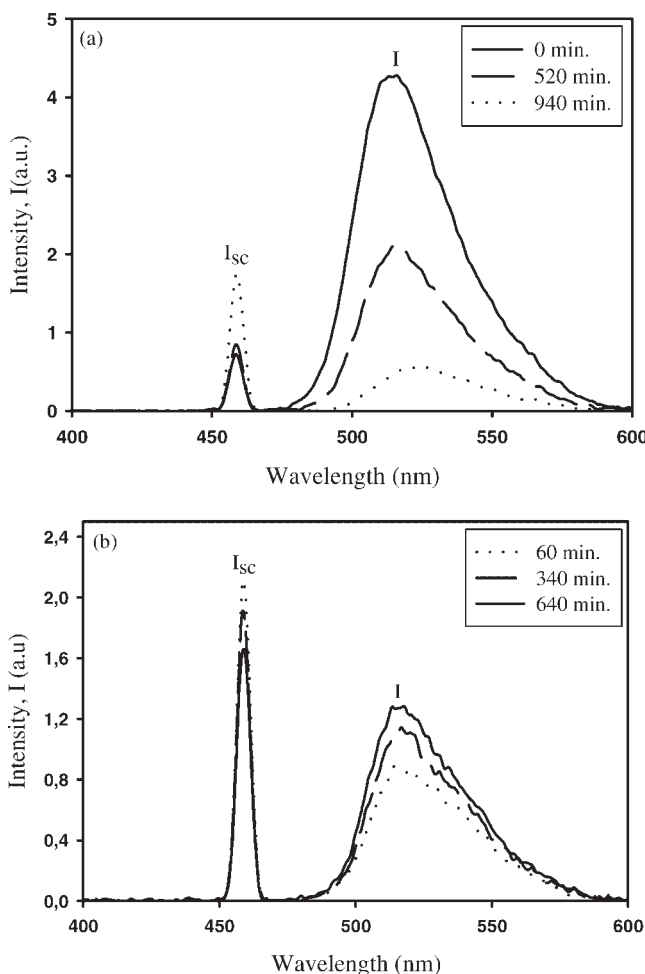 (a)
I
0 min.
520 min.
940 min.
I_SC
Intensity, I(a.u.)
5
4
3
2
1
0
400 450 500 550 600
Wavelength (nm)
(b)
I_SC
I
60 min.
340 min.
640 min.
Intensity, I (a.u)
2,4
2,0
1,6
1,2
0,8
0,4
0,0
400 450 500 550 600
Wavelength (nm)